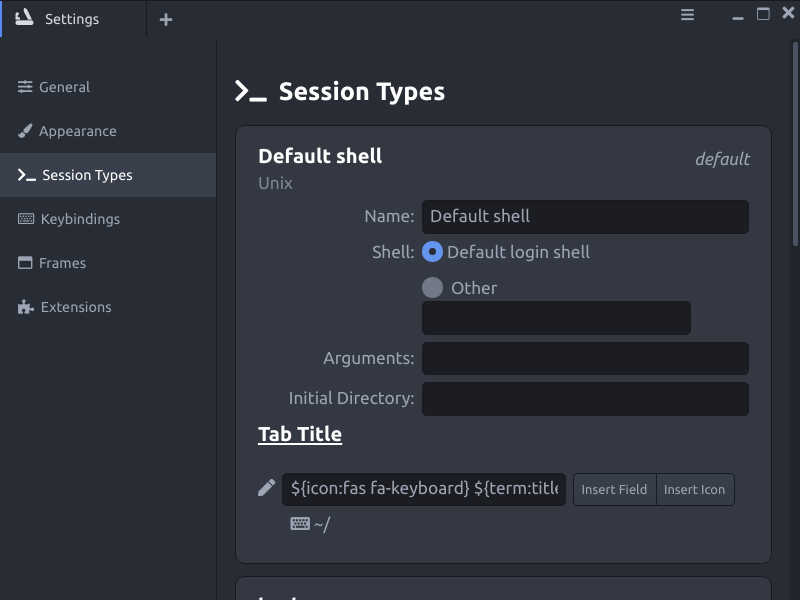 Settings
General
Appearance
Session Types
Keybindings
Frames
Extensions
Session Types
Default shell
default
Unix
Name: Default shell
Shell: Default login shell
Other
Arguments:
Initial Directory:
Tab Title
${icon:fas fa-keyboard} ${term:title Insert Field Insert Icon
~/